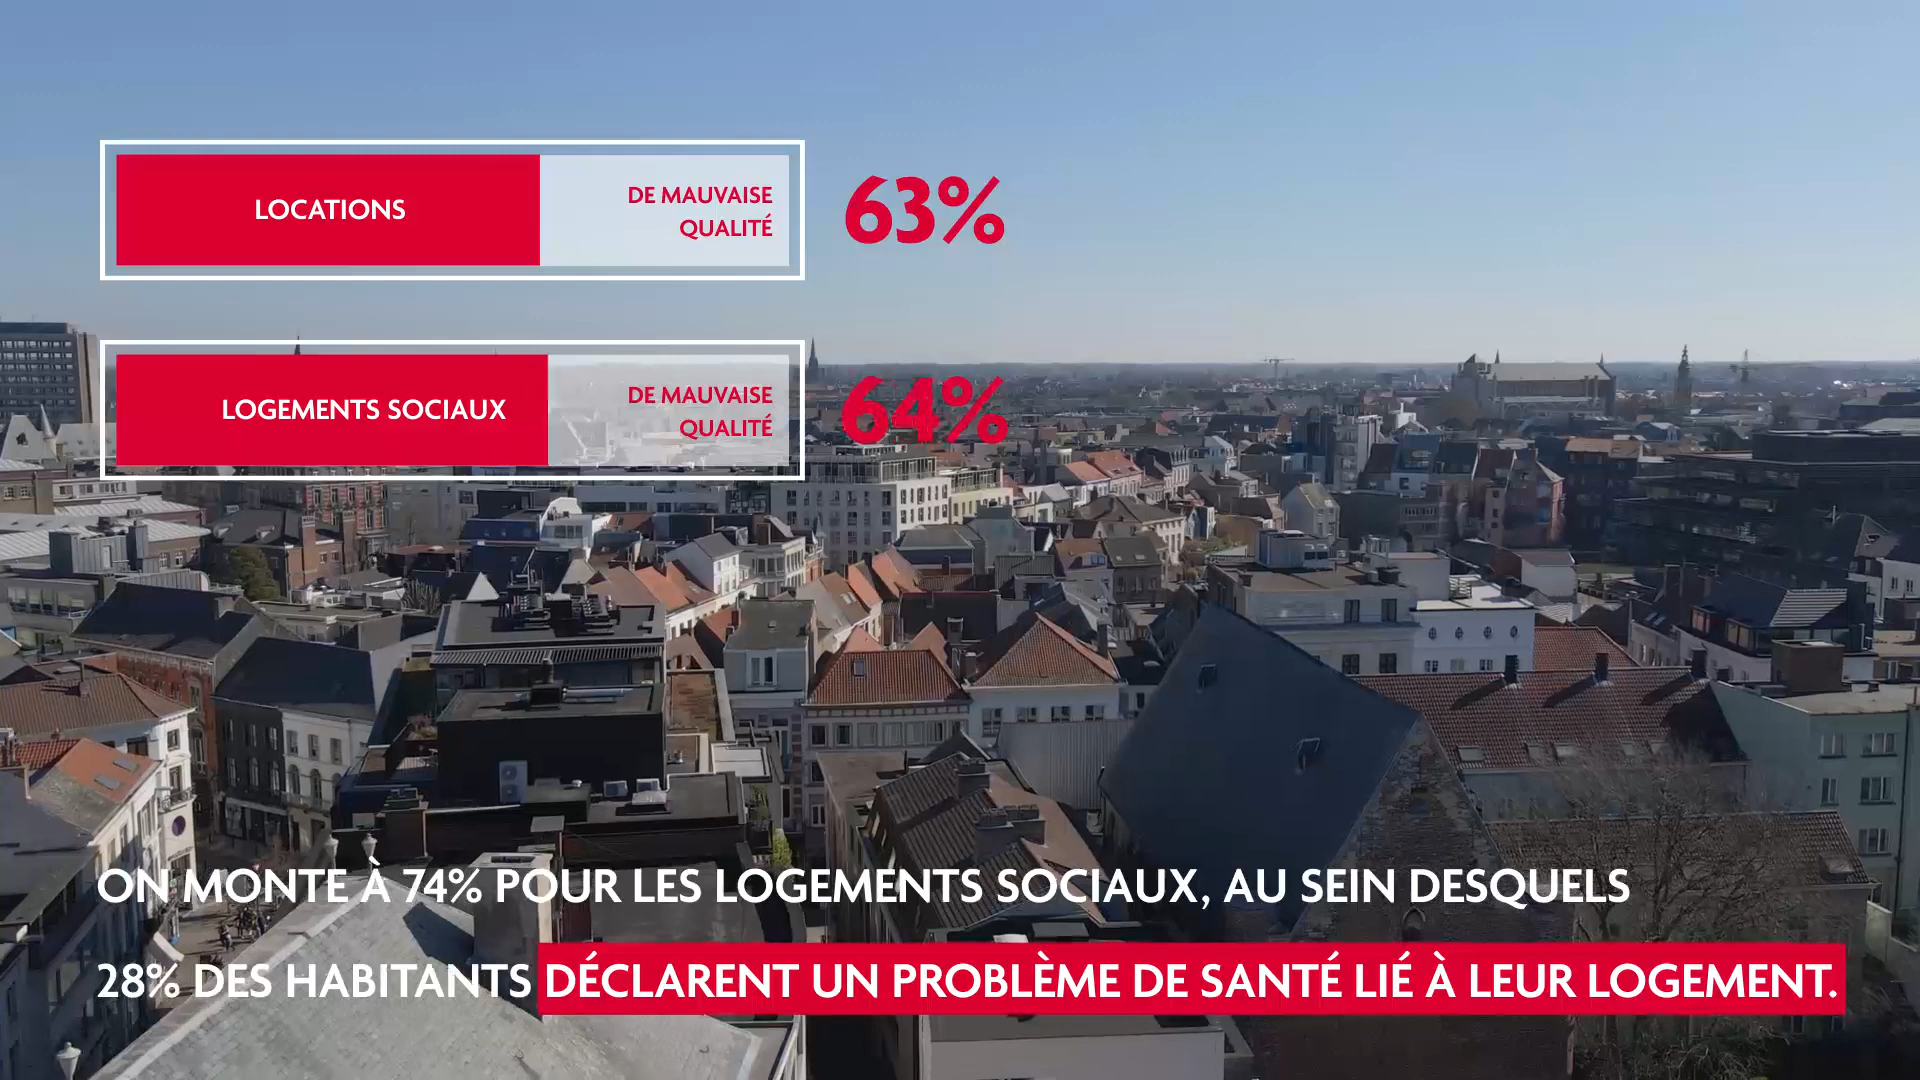 LOCATIONS
DE MAUVAISE
QUALITÉ
63%
LOGEMENTS SOCIAUX
DE MAUVAISE
QUALITÉ
64%
ON MONTE À 74% POUR LES LOGEMENTS SOCIAUX, AU SEIN DESQUELS
28% DES HABITANTS DÉCLARENT UN PROBLÈME DE SANTÉ LIÉ À LEUR LOGEMENT.